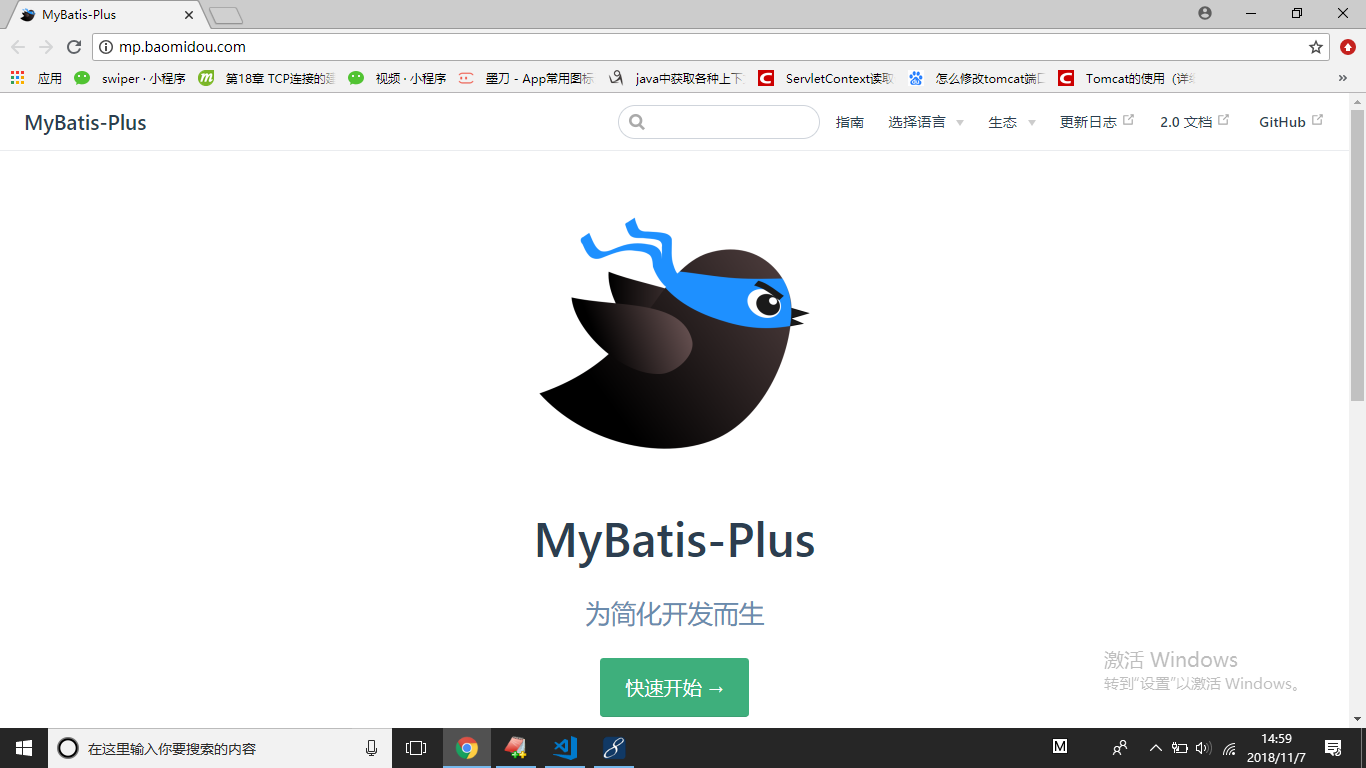 MyBatis-Plus
mp.baomidou.com
应用 swiper · 小程序 第18章 TCP连接的建 视频 · 小程序 墨刀 - App常用图标 java中获取各种上下 ServletContext读取 怎么修改tomcat端口 Tomcat的使用（详细
MyBatis-Plus 指南 选择语言 生态 更新日志 2.0 文档 GitHub
MyBatis-Plus
为简化开发而生
快速开始 →
激活 Windows
转到"设置"以激活 Windows。
在这里输入你要搜索的内容 M 14:59
2018/11/7